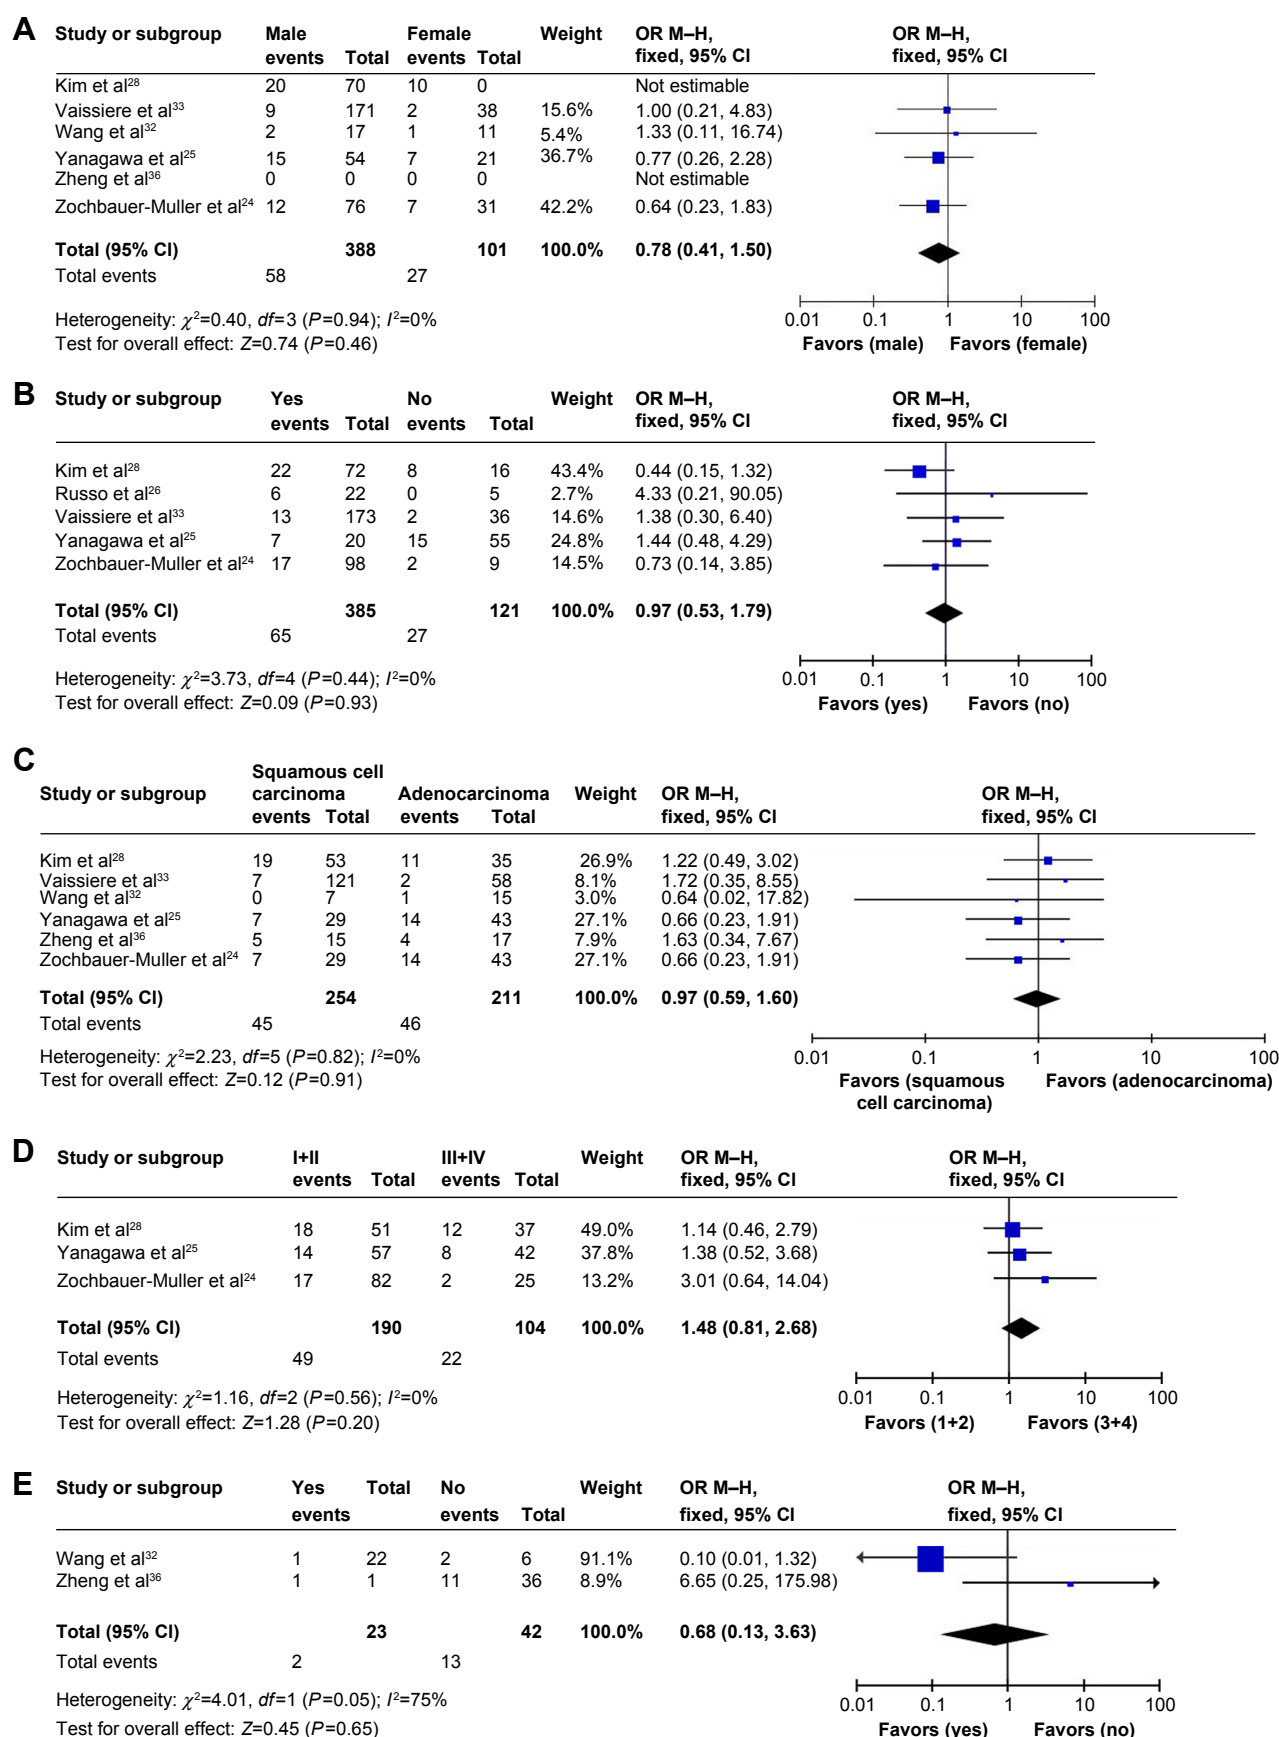 A Study or subgroup Male Female Weight OR M–H, OR M–H,
events Total events Total fixed, 95% CI fixed, 95% CI
Kim et al28 20 70 10 0 Not estimable
Vaissiere et al33 9 171 2 38 15.6% 1.00 (0.21, 4.83)
Wang et al32 2 17 1 11 5.4% 1.33 (0.11, 16.74)
Yanagawa et al25 15 54 7 21 36.7% 0.77 (0.26, 2.28)
Zheng et al36 0 0 0 0 Not estimable
Zochbauer-Muller et al24 12 76 7 31 42.2% 0.64 (0.23, 1.83)
Total (95% CI) 388 101 100.0% 0.78 (0.41, 1.50)
Total events 58 27
Heterogeneity: χ2=0.40, df=3 (P=0.94); I2=0%
Test for overall effect: Z=0.74 (P=0.46)
0.01 0.1 1 10 100
Favors (male) Favors (female)
B Study or subgroup Yes No Weight OR M–H, OR M–H,
events Total events Total fixed, 95% CI fixed, 95% CI
Kim et al28 22 72 8 16 43.4% 0.44 (0.15, 1.32)
Russo et al26 6 22 0 5 2.7% 4.33 (0.21, 90.05)
Vaissiere et al33 13 173 2 36 14.6% 1.38 (0.30, 6.40)
Yanagawa et al25 7 20 15 55 24.8% 1.44 (0.48, 4.29)
Zochbauer-Muller et al24 17 98 2 9 14.5% 0.73 (0.14, 3.85)
Total (95% CI) 385 121 100.0% 0.97 (0.53, 1.79)
Total events 65 27
Heterogeneity: χ2=3.73, df=4 (P=0.44); I2=0%
Test for overall effect: Z=0.09 (P=0.93)
0.01 0.1 1 10 100
Favors (yes) Favors (no)
C Squamous cell
Study or subgroup carcinoma Adenocarcinoma Weight OR M–H, OR M–H,
events Total events Total fixed, 95% CI fixed, 95% CI
Kim et al28 19 53 11 35 26.9% 1.22 (0.49, 3.02)
Vaissiere et al33 7 121 2 58 8.1% 1.72 (0.35, 8.55)
Wang et al32 0 7 1 15 3.0% 0.64 (0.02, 17.82)
Yanagawa et al25 7 29 14 43 27.1% 0.66 (0.23, 1.91)
Zheng et al36 5 15 4 17 7.9% 1.63 (0.34, 7.67)
Zochbauer-Muller et al24 7 29 14 43 27.1% 0.66 (0.23, 1.91)
Total (95% CI) 254 211 100.0% 0.97 (0.59, 1.60)
Total events 45 46
Heterogeneity: χ2=2.23, df=5 (P=0.82); I2=0%
Test for overall effect: Z=0.12 (P=0.91)
0.01 0.1 1 10 100
Favors (squamous Favors (adenocarcinoma)
cell carcinoma)
D Study or subgroup I+II III+IV Weight OR M–H, OR M–H,
events Total events Total fixed, 95% CI fixed, 95% CI
Kim et al28 18 51 12 37 49.0% 1.14 (0.46, 2.79)
Yanagawa et al25 14 57 8 42 37.8% 1.38 (0.52, 3.68)
Zochbauer-Muller et al24 17 82 2 25 13.2% 3.01 (0.64, 14.04)
Total (95% CI) 190 104 100.0% 1.48 (0.81, 2.68)
Total events 49 22
Heterogeneity: χ2=1.16, df=2 (P=0.56); I2=0%
Test for overall effect: Z=1.28 (P=0.20)
0.01 0.1 1 10 100
Favors (1+2) Favors (3+4)
E Study or subgroup Yes Total No Weight OR M–H, OR M–H,
events events Total fixed, 95% CI fixed, 95% CI
Wang et al32 1 22 2 6 91.1% 0.10 (0.01, 1.32)
Zheng et al36 1 1 11 36 8.9% 6.65 (0.25, 175.98)
Total (95% CI) 23 42 100.0% 0.68 (0.13, 3.63)
Total events 2 13
Heterogeneity: χ2=4.01, df=1 (P=0.05); I2=75%
Test for overall effect: Z=0.45 (P=0.65)
0.01 0.1 1 10 100
Favors (yes) Favors (no)